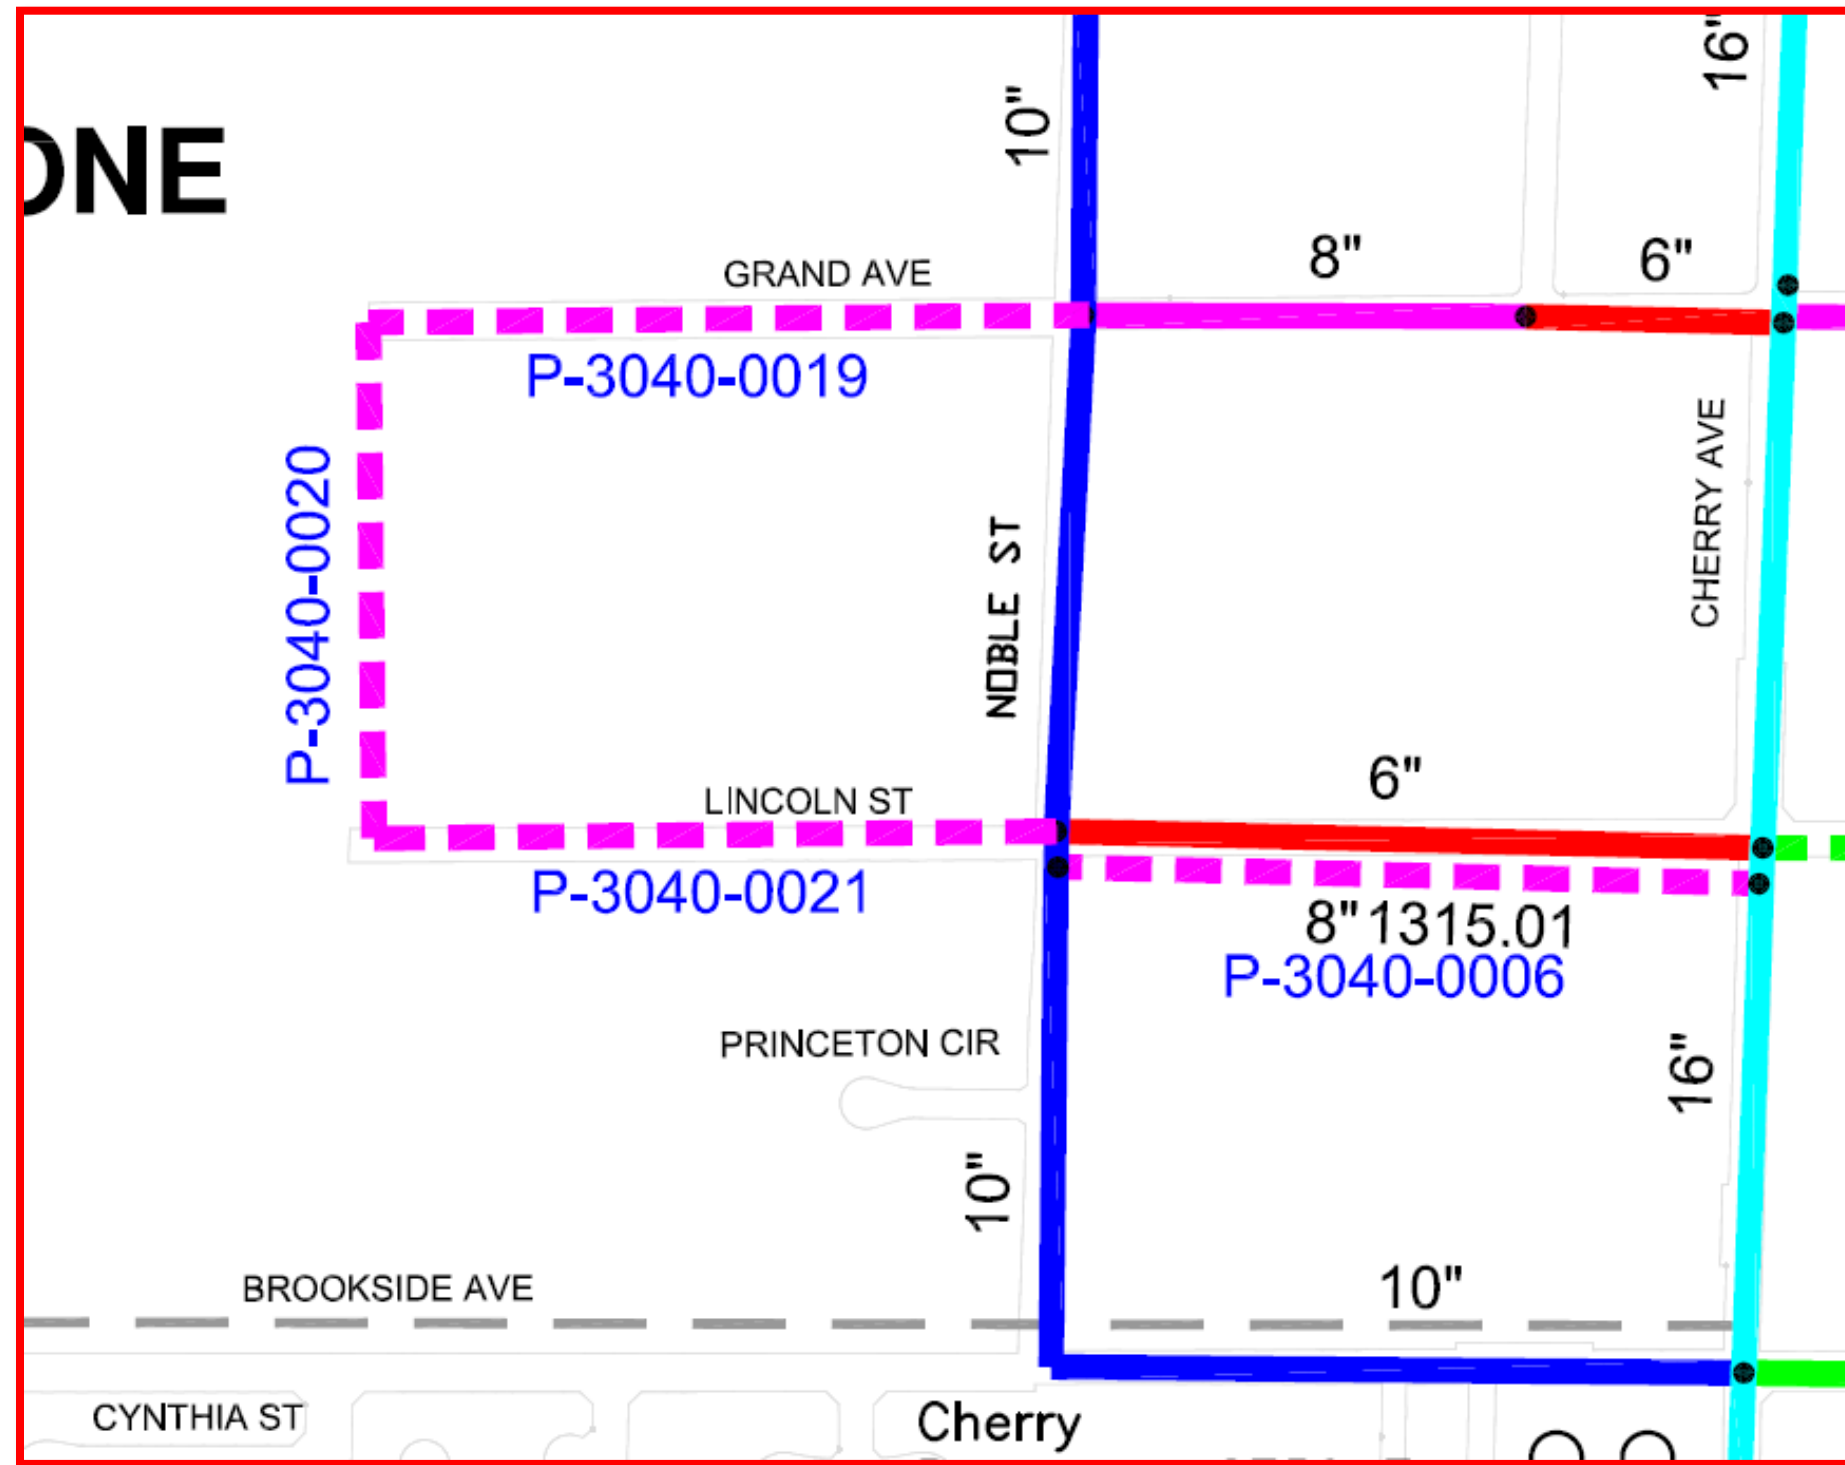 16"
10"
ONE
8"
6"
GRAND AVE
P-3040-0019
CHERRY AVE
P-3040-0020
NOBLE ST
6"
LINCOLN ST
P-3040-0021
8"1315.01
P-3040-0006
PRINCETON CIR
16"
10"
BROOKSIDE AVE
10"
CYNTHIA ST
Cherry